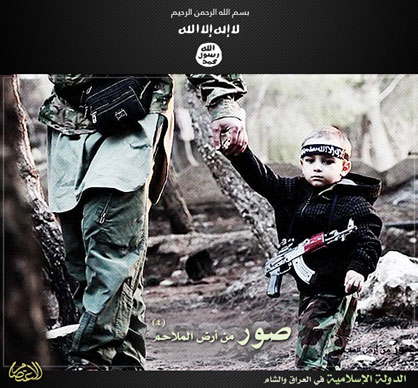 بسم الله الرحمن الرحيم
لا إله إلا الله
الله
رسول
محمد
(٤)
صور من أرض الملاحم
الدولة الإسلامية في العراق والشام